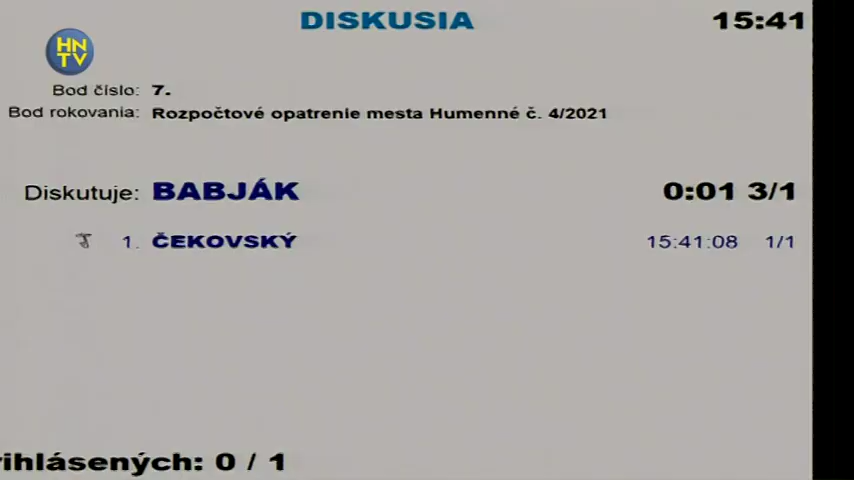 DISKUSIA 15:41
HN
TV
Bod číslo: 7.
Bod rokovania: Rozpočtové opatrenie mesta Humenné č. 4/2021
Diskutuje: BABJÁK 0:01 3/1
1. ČEKOVSKÝ 15:41:08 1/1
rihlásených: 0 / 1